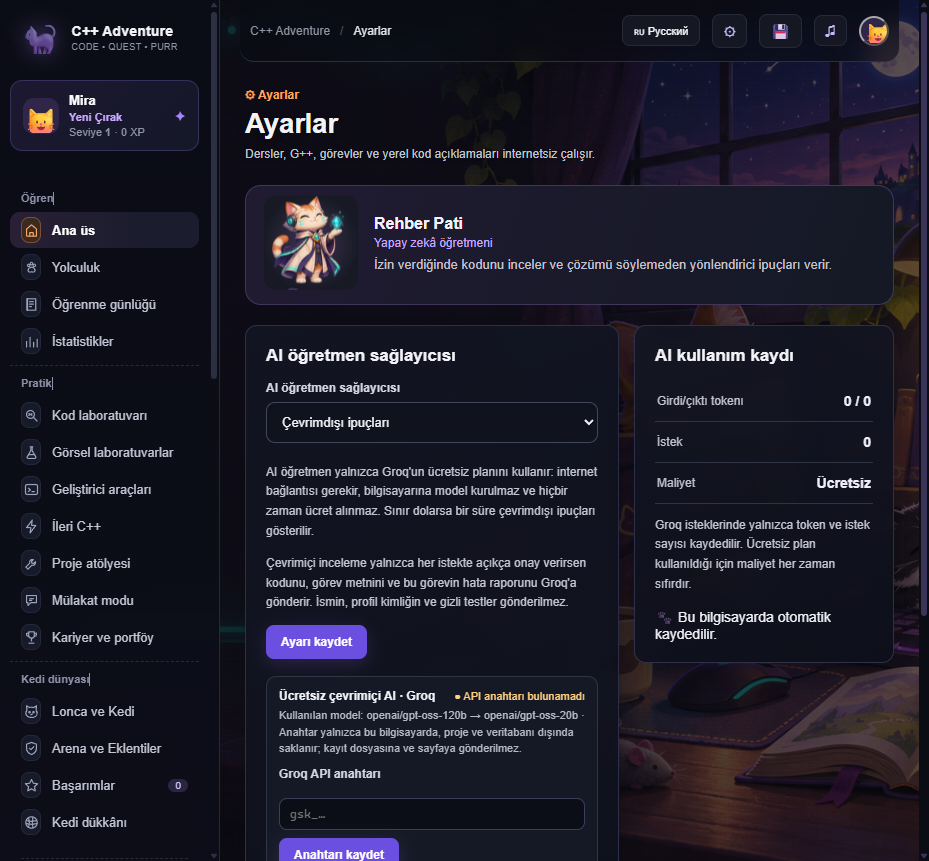 C++ Adventure
CODE • QUEST • PURR
Mira
Yeni Çırak
Seviye 1 · 0 XP
Öğren
Ana üs
Yolculuk
Öğrenme günlüğü
İstatistikler
Pratik
Kod laboratuvarı
Görsel laboratuvarlar
Geliştirici araçları
İleri C++
Proje atölyesi
Mülakat modu
Kariyer ve portföy
Kedi dünyası
Lonca ve Kedi
Arena ve Eklentiler
Başarımlar 0
Kedi dükkânı
C++ Adventure / Ayarlar
RU Русский
Ayarlar
Ayarlar
Dersler, G++, görevler ve yerel kod açıklamaları internetsiz çalışır.
Rehber Pati
Yapay zekâ öğretmeni
İzin verdiğinde kodunu inceler ve çözümü söylemeden yönlendirici ipuçları verir.
AI öğretmen sağlayıcısı
AI öğretmen sağlayıcısı
Çevrimdışı ipuçları
AI öğretmen yalnızca Groq'un ücretsiz planını kullanır: internet
bağlantısı gerekir, bilgisayarına model kurulmaz ve hiçbir
zaman ücret alınmaz. Sınır dolarsa bir süre çevrimdışı ipuçları
gösterilir.
Çevrimiçi inceleme yalnızca her istekte açıkça onay verirsen
kodunu, görev metnini ve bu görevin hata raporunu Groq'a
gönderir. İsmin, profil kimliğin ve gizli testler gönderilmez.
Ayarı kaydet
Ücretsiz çevrimiçi AI · Groq
● API anahtarı bulunamadı
Kullanılan model: openai/gpt-oss-120b → openai/gpt-oss-20b ·
Anahtar yalnızca bu bilgisayarda, proje ve veritabanı dışında
saklanır; kayıt dosyasına ve sayfaya gönderilmez.
Groq API anahtarı
gsk_…
Anahtarı kaydet
AI kullanım kaydı
Girdi/çıktı tokenı 0 / 0
İstek 0
Maliyet Ücretsiz
Groq isteklerinde yalnızca token ve istek
sayısı kaydedilir. Ücretsiz plan
kullanıldığı için maliyet her zaman
sıfırdır.
Bu bilgisayarda otomatik
kaydedilir.